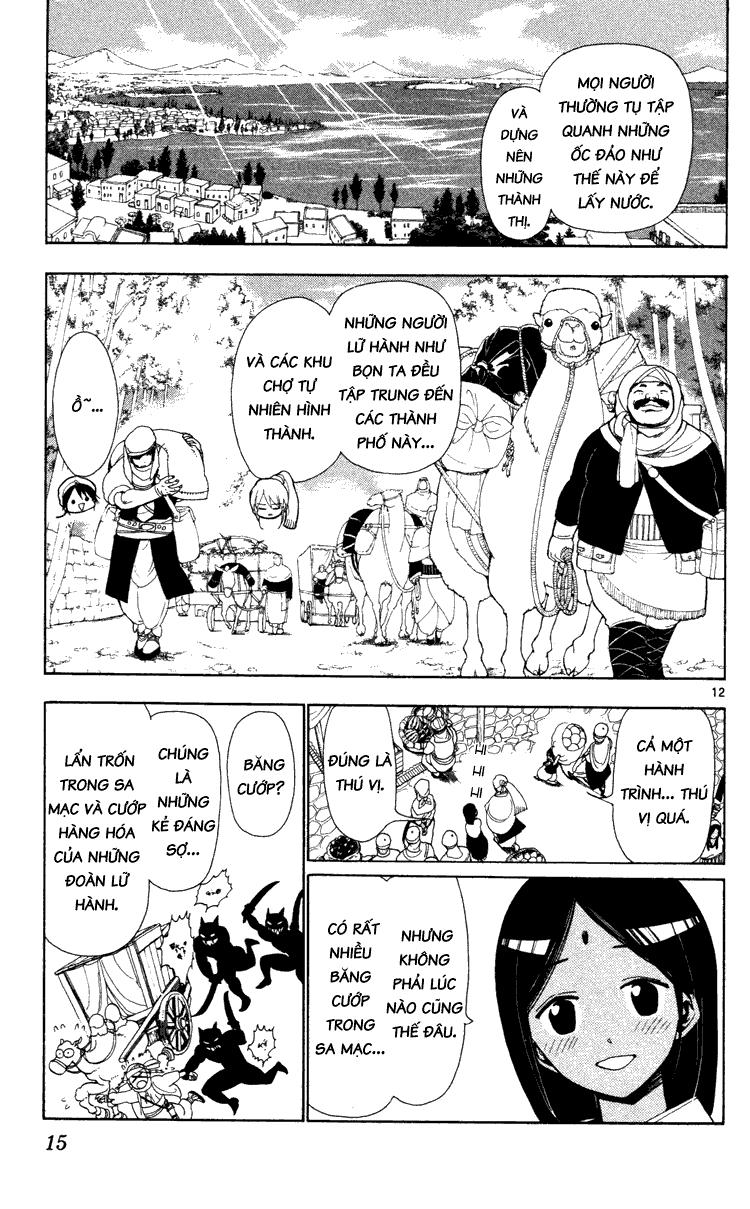 MỌI NGƯỜI
THƯỜNG TỤ TẬP
QUANH NHỮNG
ỐC ĐẢO NHƯ
THẾ NÀY ĐỂ
LẤY NƯỚC.
VÀ
DỰNG
NÊN
NHỮNG
THÀNH
THỊ.
NHỮNG NGƯỜI
LỮ HÀNH NHƯ
BỌN TA ĐỀU
TẬP TRUNG ĐẾN
CÁC THÀNH
PHỐ NÀY...
VÀ CÁC KHU
CHỢ TỰ
NHIÊN HÌNH
THÀNH.
Ồ~...
12
CẢ MỘT
HÀNH
TRÌNH... THÚ
VỊ QUÁ.
HI
HI
HI
ĐÚNG LÀ
THÚ VỊ.
NHƯNG
KHÔNG
PHẢI LÚC
NÀO CŨNG
THẾ ĐÂU.
CÓ RẤT
NHIỀU
BĂNG CƯỚP
TRONG
SA MẠC...
BĂNG
CƯỚP?
CHÚNG
LÀ
NHỮNG
KẺ ĐÁNG
SỢ...
LẨN TRỐN
TRONG SA
MẠC VÀ CƯỚP
HÀNG HÓA
CỦA NHỮNG
ĐOÀN LỮ
HÀNH.
15